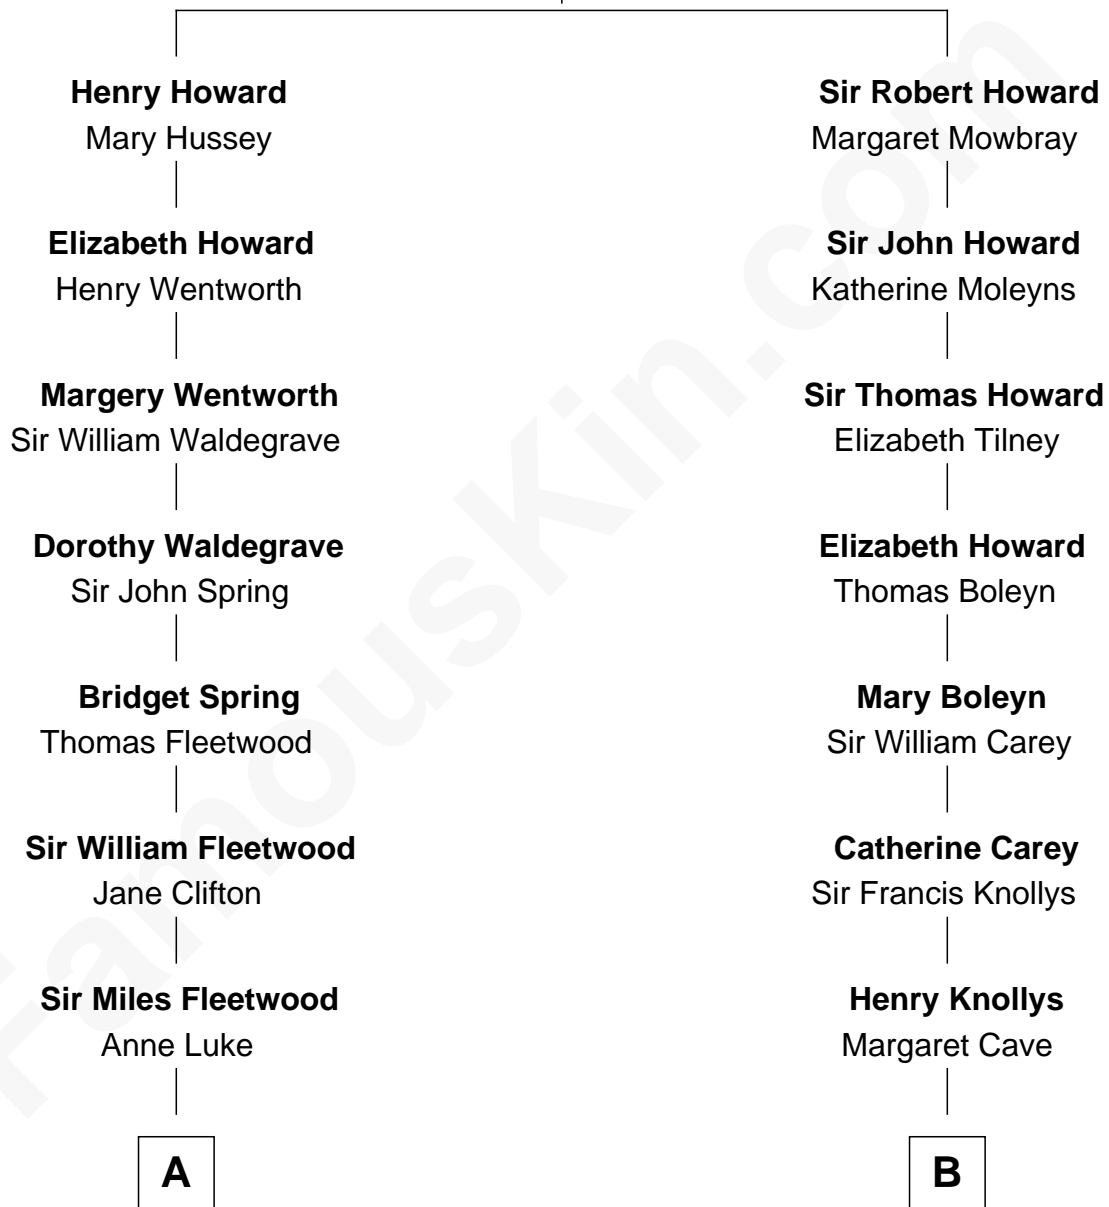 Henry Howard
Mary Hussey
Elizabeth Howard
Henry Wentworth
Margery Wentworth
Sir William Waldegrave
Dorothy Waldegrave
Sir John Spring
Bridget Spring
Thomas Fleetwood
Sir William Fleetwood
Jane Clifton
Sir Miles Fleetwood
Anne Luke
A
Sir Robert Howard
Margaret Mowbray
Sir John Howard
Katherine Moleyns
Sir Thomas Howard
Elizabeth Tilney
Elizabeth Howard
Thomas Boleyn
Mary Boleyn
Sir William Carey
Catherine Carey
Sir Francis Knollys
Henry Knollys
Margaret Cave
B
FamousKin.com